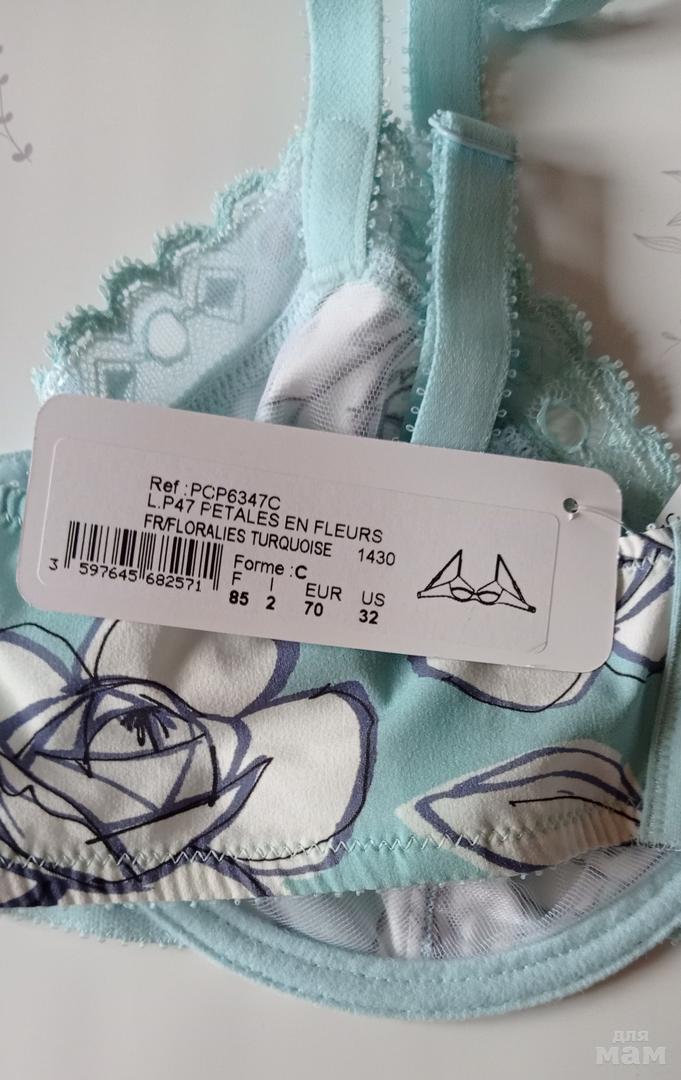 Ref :PCP6347C
L.P47 PETALES EN FLEURS
FR/FLORALIES TURQUOISE 1430
3 597645 682571
Forme :C
F I EUR US
85 2 70 32
для
мам